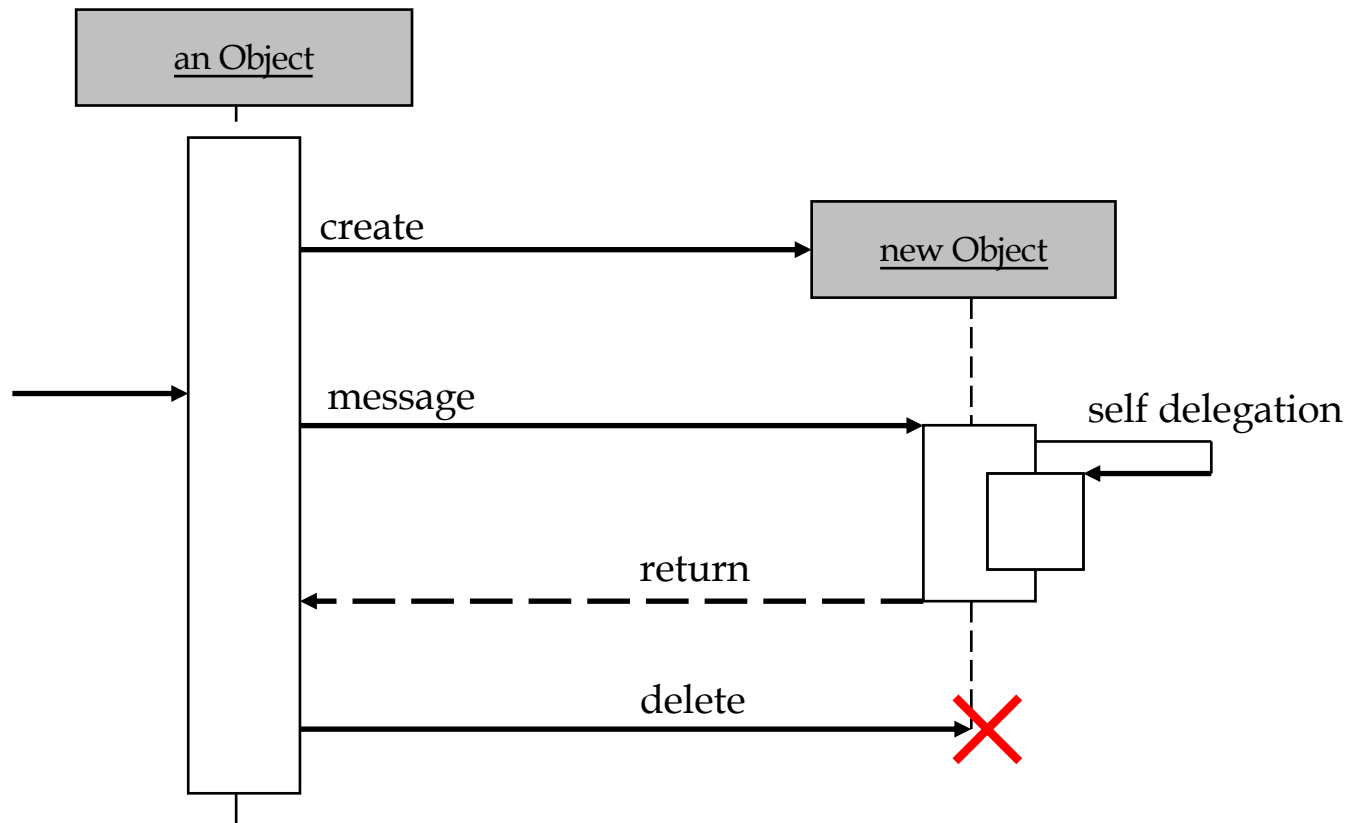 an Object
create
new Object
message
self delegation
return
delete